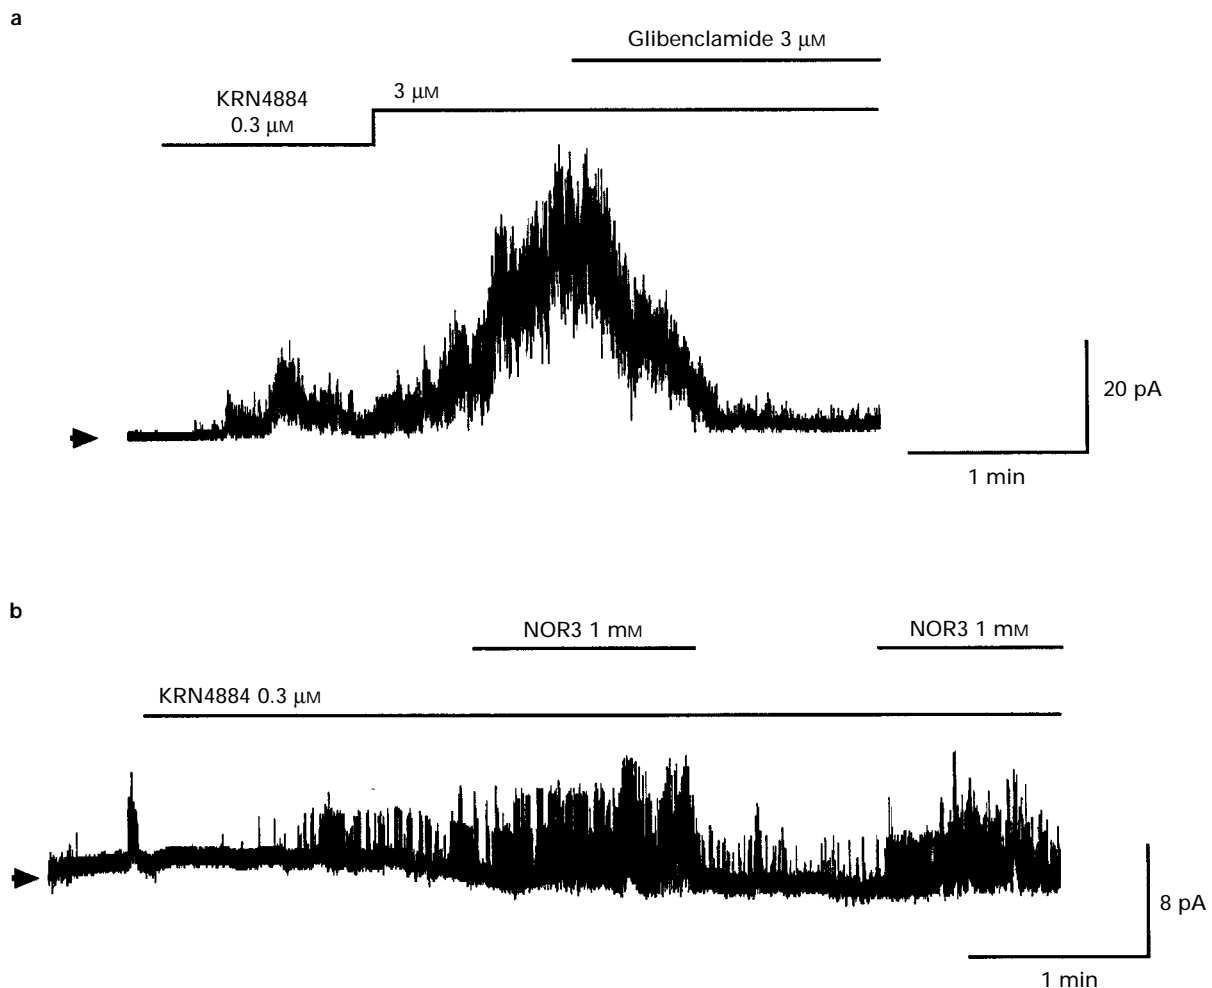 a
Glibenclamide 3 μM
KRN4884
0.3 μM
3 μM
20 pA
1 min
b
NOR3 1 mM
NOR3 1 mM
KRN4884 0.3 μM
8 pA
1 min